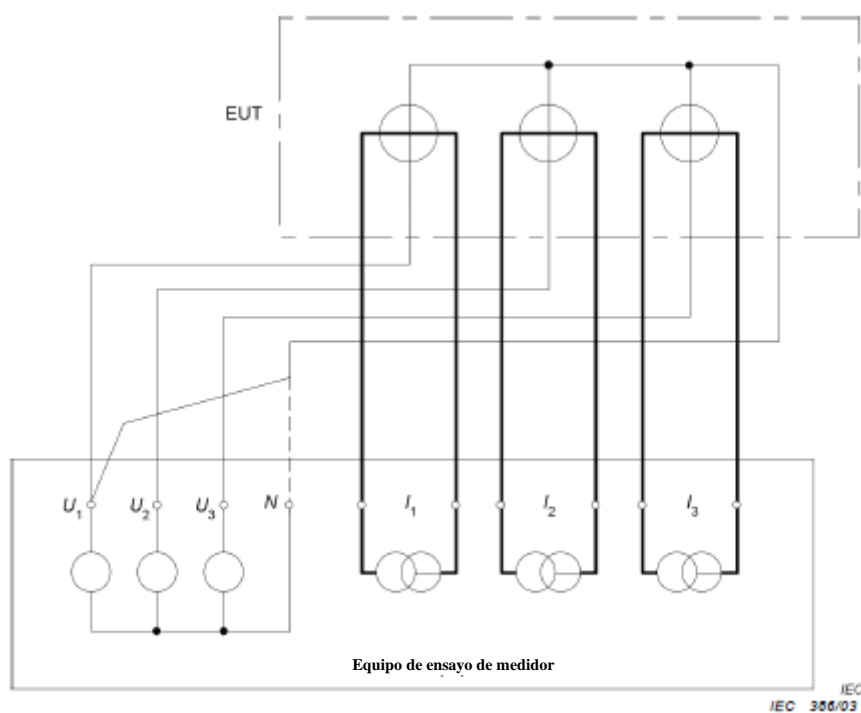 EUT
U1 U2 U3 N I1 I2 I3
Equipo de ensayo de medidor
IEC
IEC 366/03